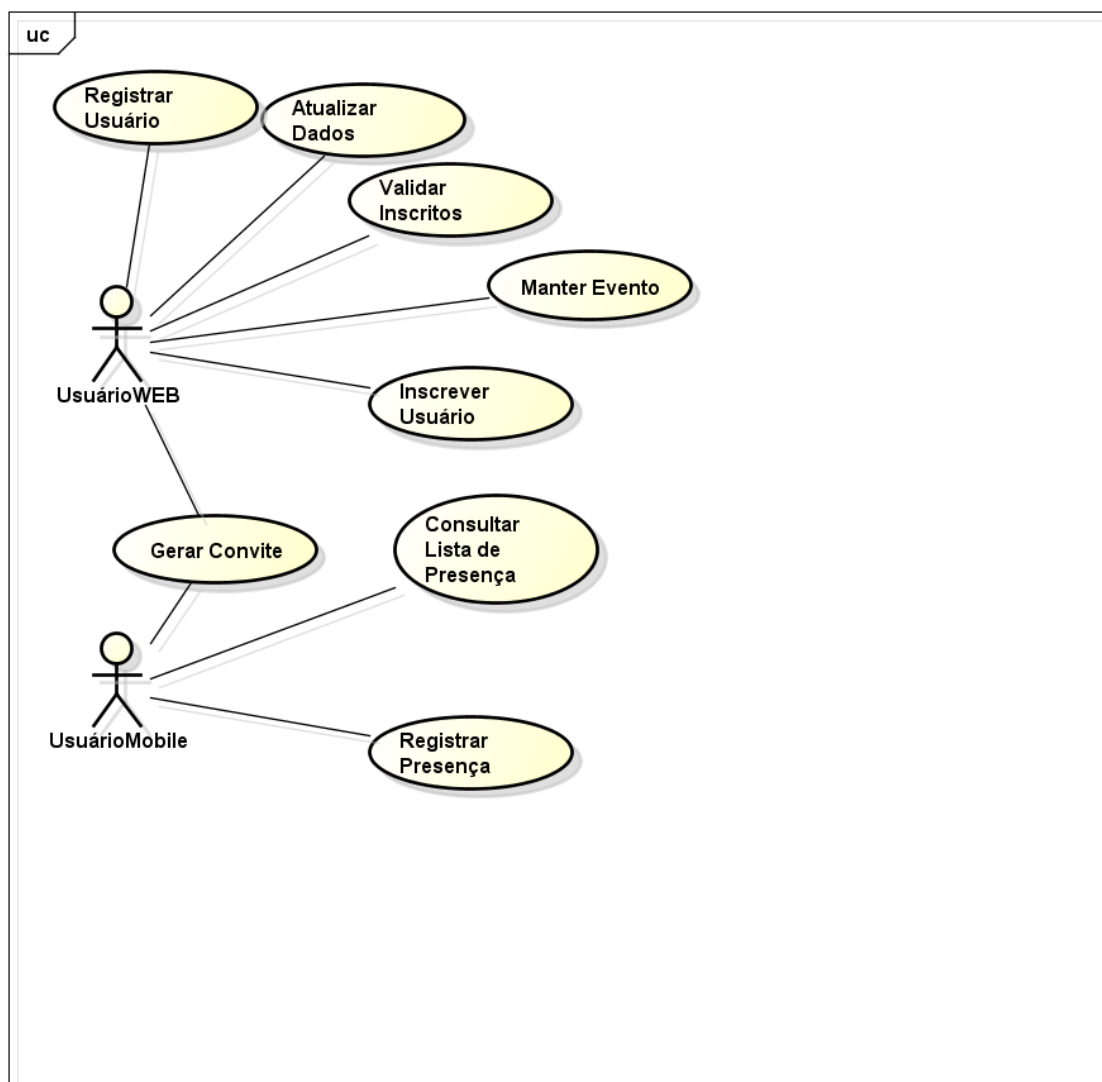 uc
Registrar
Usuário
Atualizar
Dados
Validar
Inscritos
Manter Evento
UsuárioWEB
Inscrever
Usuário
Gerar Convite
Consultar
Lista de
Presença
UsuárioMobile
Registrar
Presença